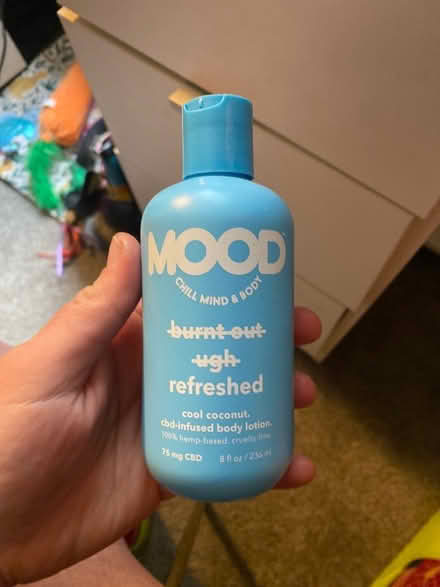 MOOD™
CHILL MIND & BODY
burnt out
ugh
refreshed
cool coconut.
cbd-infused body lotion.
100% hemp-based. cruelty free.
75 mg CBD 8 fl oz / 236 ml